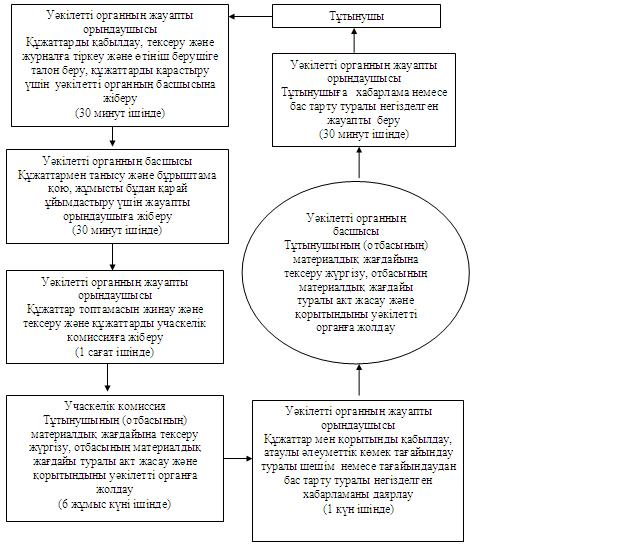 Тұтынушы
Уәкілетті органның жауапты
орындаушысы
Құжаттарды қабылдау, тексеру және
журналға тіркеу және өтініш берушіге
талон беру, құжаттарды қарастыру
үшін уәкілетті органның басшысына
жіберу
(30 минут ішінде)
Уәкілетті органның басшысы
Құжаттармен танысу және бұрыштама
қою, жұмысты бұдан қарай
ұйымдастыру үшін жауапты
орындаушыға жіберу
(30 минут ішінде)
Уәкілетті органның жауапты
орындаушысы
Құжаттар топтамасын жинау және
тексеру және құжаттарды учаскелік
комиссияға жіберу
(1 сағат ішінде)
Учаскелік комиссия
Тұтынушының (отбасының)
материалдық жағдайына тексеру
жүргізу, отбасының материалдық
жағдайы туралы акт жасау және
қорытындыны уәкілетті органға
жолдау
(6 жұмыс күні ішінде)
Уәкілетті органның жауапты
орындаушысы
Құжаттар мен қорытынды қабылдау,
атаулы әлеуметтік көмек тағайындау
туралы шешім немесе тағайындаудан
бас тарту туралы негізделген
хабарламаны даярлау
(1 күн ішінде)
Уәкілетті органның
басшысы
Тұтынушының (отбасының)
материалдық жағдайына
тексеру жүргізу, отбасының
материалдық жағдайы
туралы акт жасау және
қорытындыны уәкілетті
органға жолдау
Уәкілетті органның жауапты
орындаушысы
Тұтынушыға хабарлама немесе
бас тарту туралы негізделген
жауапты беру
(30 минут ішінде)